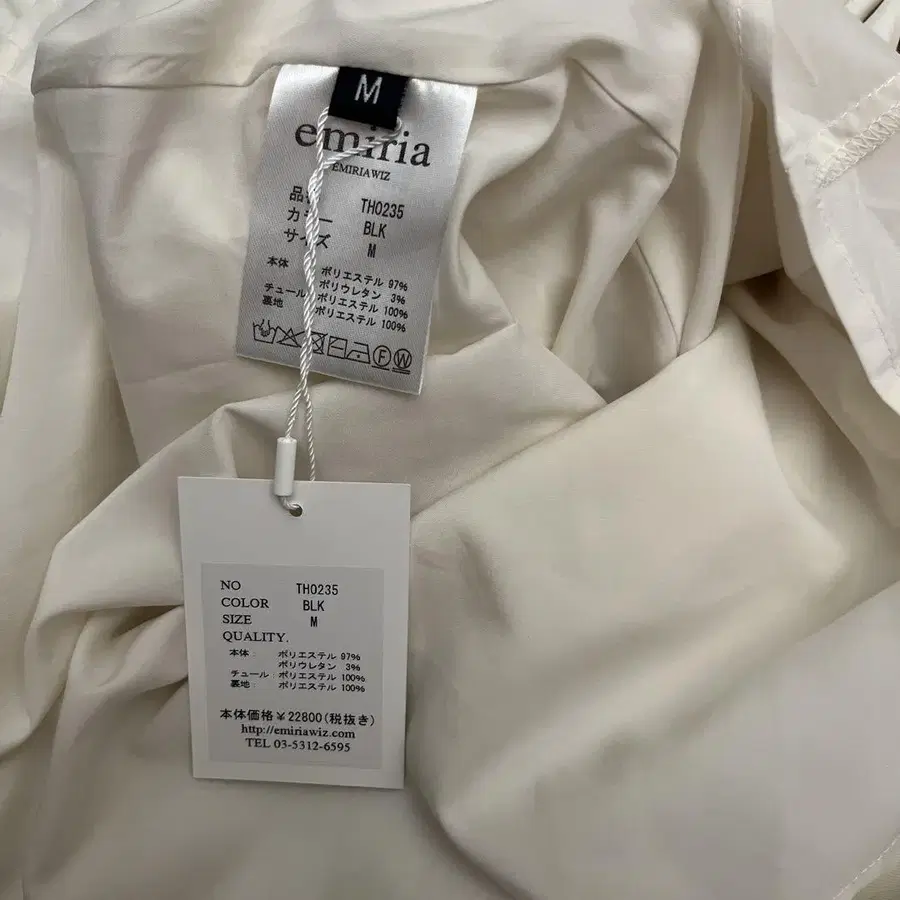 M
emiria
EMIRIAWIZ
品 TH0235
カラー BLK
サイズ M
本体 ポリエステル 97%
ポリウレタン 3%
チュール ポリエステル 100%
裏地 ポリエステル 100%
F W
NO TH0235
COLOR BLK
SIZE M
QUALITY.
本体: ポリエステル 97%
ポリウレタン 3%
チュール: ポリエステル 100%
裏地: ポリエステル 100%
本体価格¥22800(税抜き)
http://emiriawiz.com
TEL 03-5312-6595